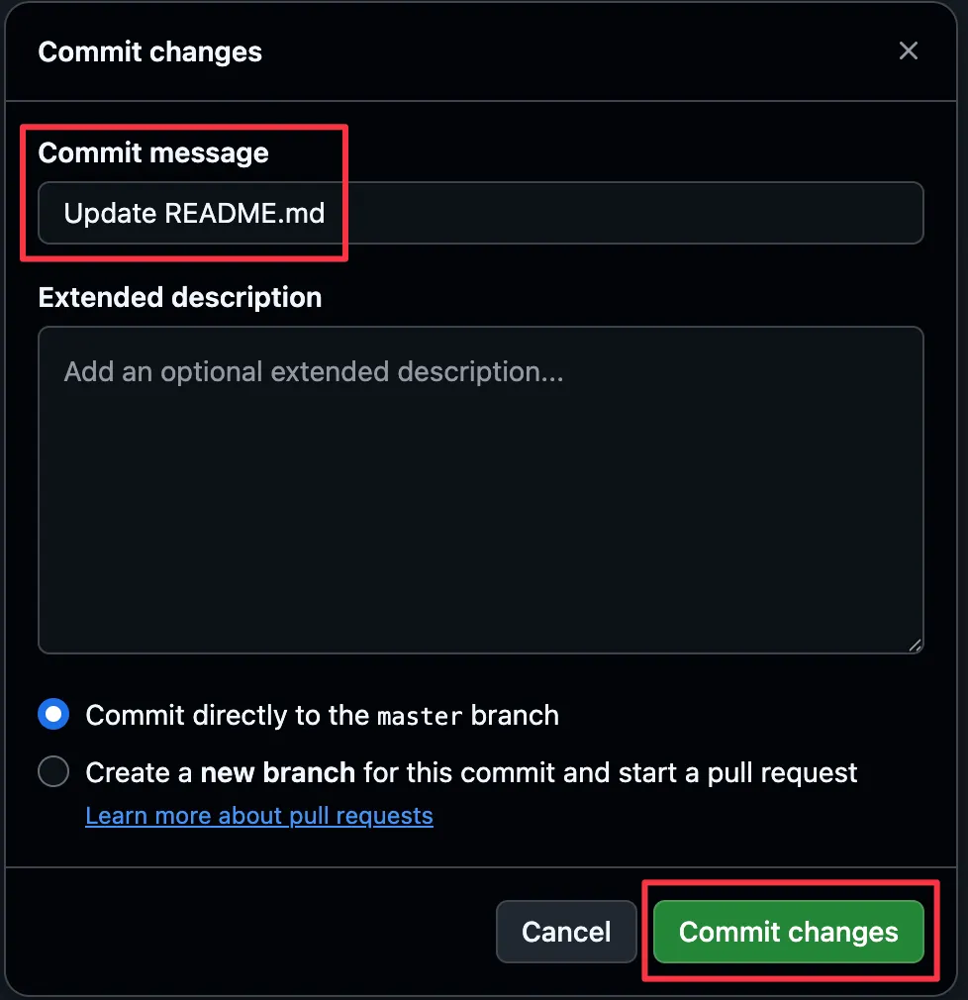 Commit changes
Commit message
Update README.md
Extended description
Add an optional extended description...
Commit directly to the master branch
Create a new branch for this commit and start a pull request
Learn more about pull requests
Cancel
Commit changes